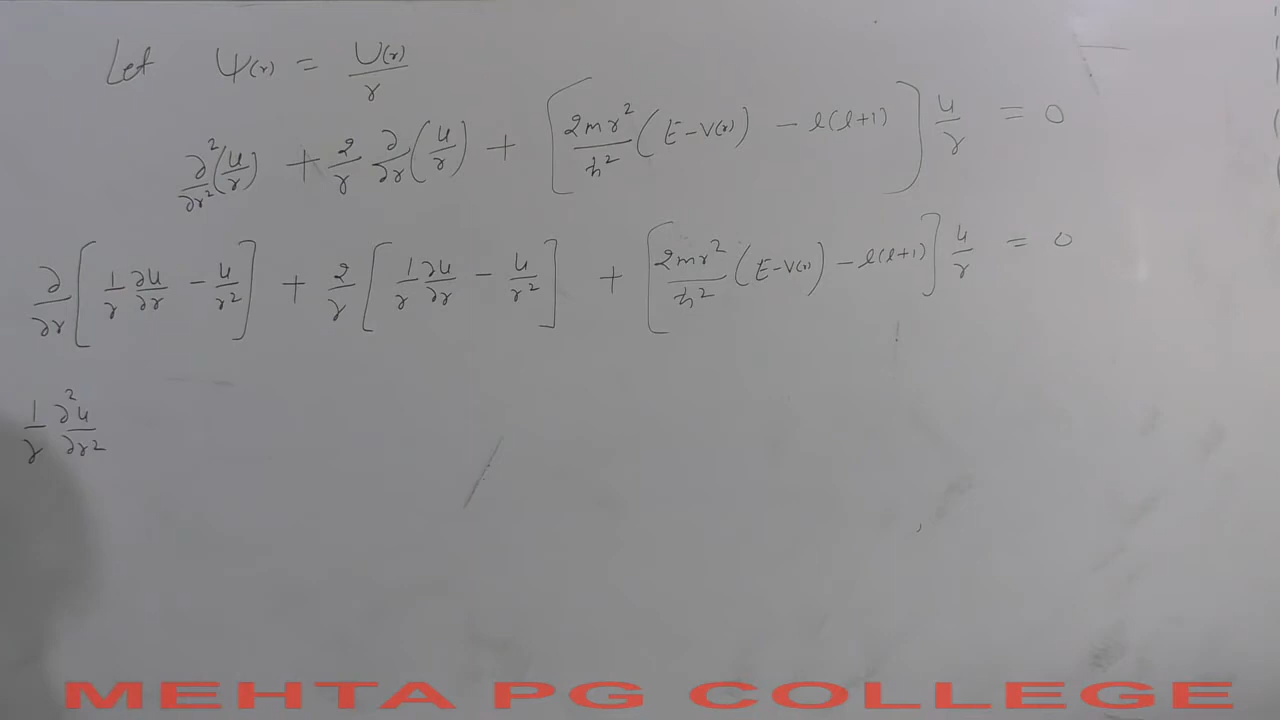 Let ψ(r) = U(r)/r
∂²/∂r² (u/r) + 2/r ∂/∂r (u/r) + [2mr²/ħ² (E-V(r)) - l(l+1)] u/r = 0
∂/∂r [1/r ∂u/∂r - u/r²] + 2/r [1/r ∂u/∂r - u/r²] + [2mr²/ħ² (E-V(r)) - l(l+1)] u/r = 0
1/r ∂²u/∂r²
MEHTA PG COLLEGE